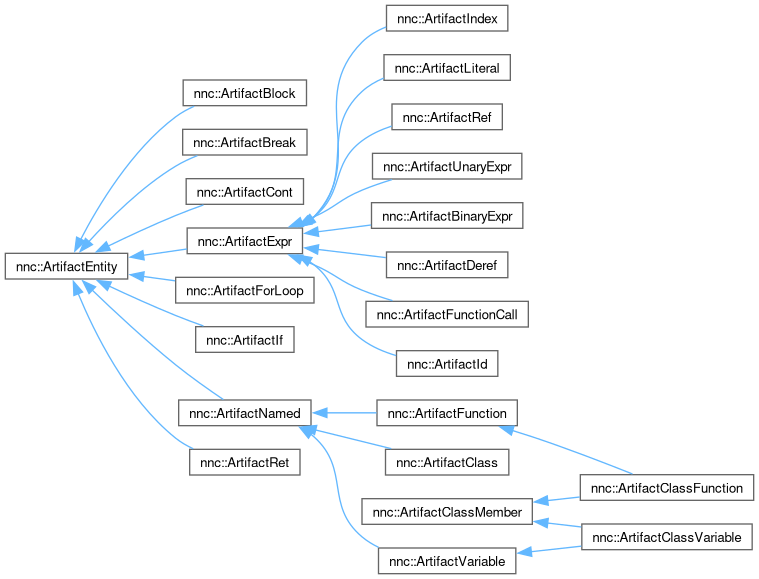 nnc::ArtifactIndex
nnc::ArtifactLiteral
nnc::ArtifactBlock
nnc::ArtifactRef
nnc::ArtifactBreak
nnc::ArtifactUnaryExpr
nnc::ArtifactCont
nnc::ArtifactBinaryExpr
nnc::ArtifactExpr
nnc::ArtifactEntity
nnc::ArtifactDeref
nnc::ArtifactForLoop
nnc::ArtifactFunctionCall
nnc::ArtifactIf
nnc::ArtifactId
nnc::ArtifactNamed
nnc::ArtifactFunction
nnc::ArtifactRet
nnc::ArtifactClass
nnc::ArtifactClassFunction
nnc::ArtifactClassMember
nnc::ArtifactClassVariable
nnc::ArtifactVariable